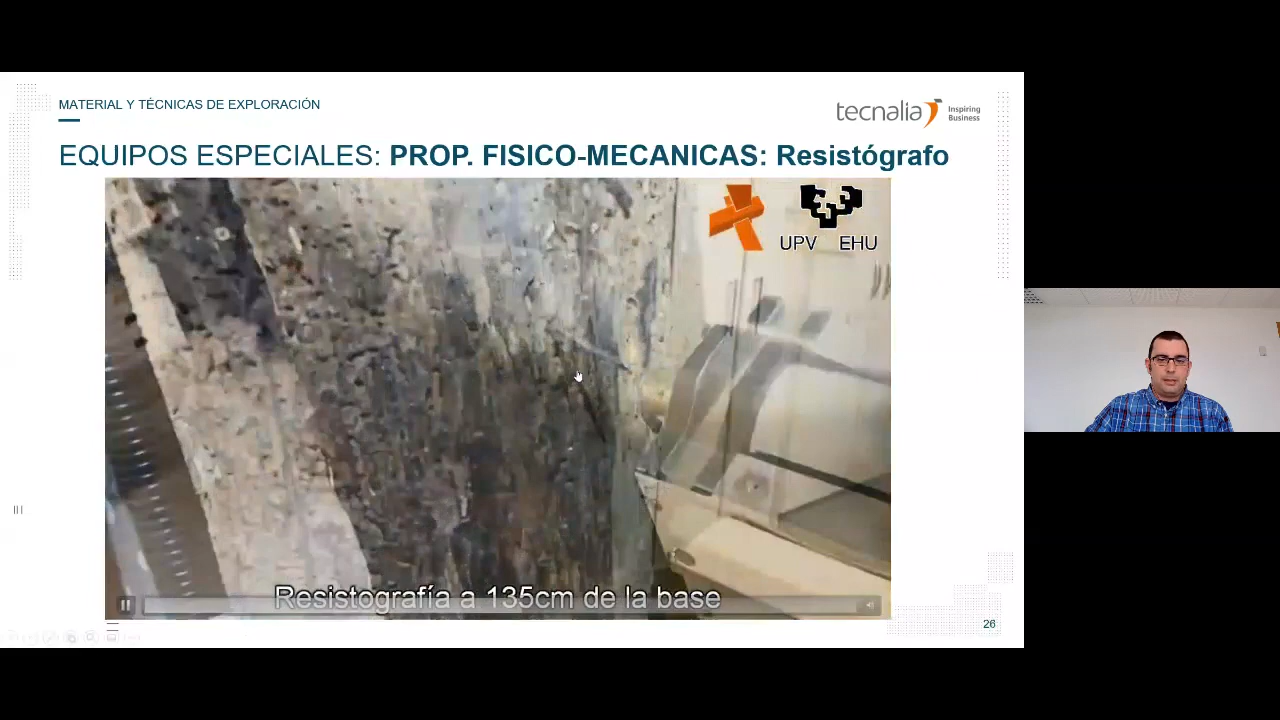 MATERIAL Y TÉCNICAS DE EXPLORACIÓN
tecnalia Inspiring Business
EQUIPOS ESPECIALES: PROP. FISICO-MECANICAS: Resistógrafo
UPV EHU
Resistografía a 135cm de la base
26